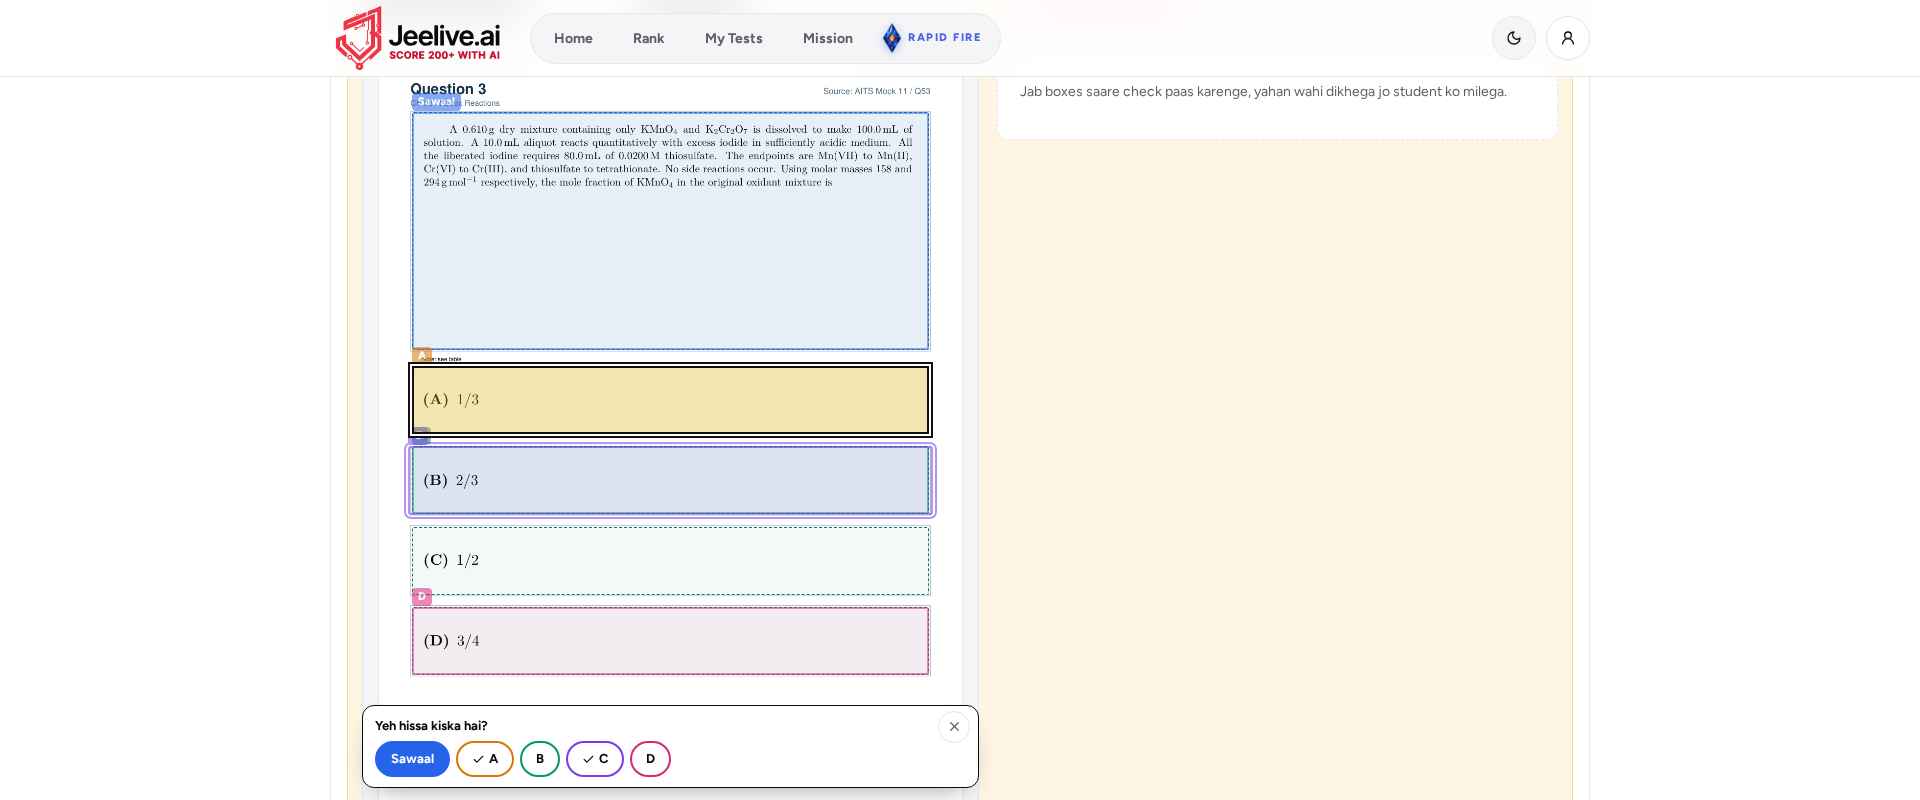 Jeelive.ai
SCORE 200+ WITH AI
Home
Rank
My Tests
Mission
RAPID FIRE
Question 3
Source: AITS Mock 11 / Q53
Sawaal
Reactions
A 0.610 g dry mixture containing only KMnO₄ and K₂Cr₂O₇ is dissolved to make 100.0 mL of
solution. A 10.0 mL aliquot reacts quantitatively with excess iodide in sufficiently acidic medium. All
the liberated iodine requires 80.0 mL of 0.0200 M thiosulfate. The endpoints are Mn(VII) to Mn(II),
Cr(VI) to Cr(III), and thiosulfate to tetrathionate. No side reactions occur. Using molar masses 158 and
294 g mol⁻¹ respectively, the mole fraction of KMnO₄ in the original oxidant mixture is
A
see table
(A) 1/3
(B) 2/3
(C) 1/2
D
(D) 3/4
Yeh hissa kiska hai?
Sawaal
A
B
C
D
Jab boxes saare check paas karenge, yahan wahi dikhega jo student ko milega.